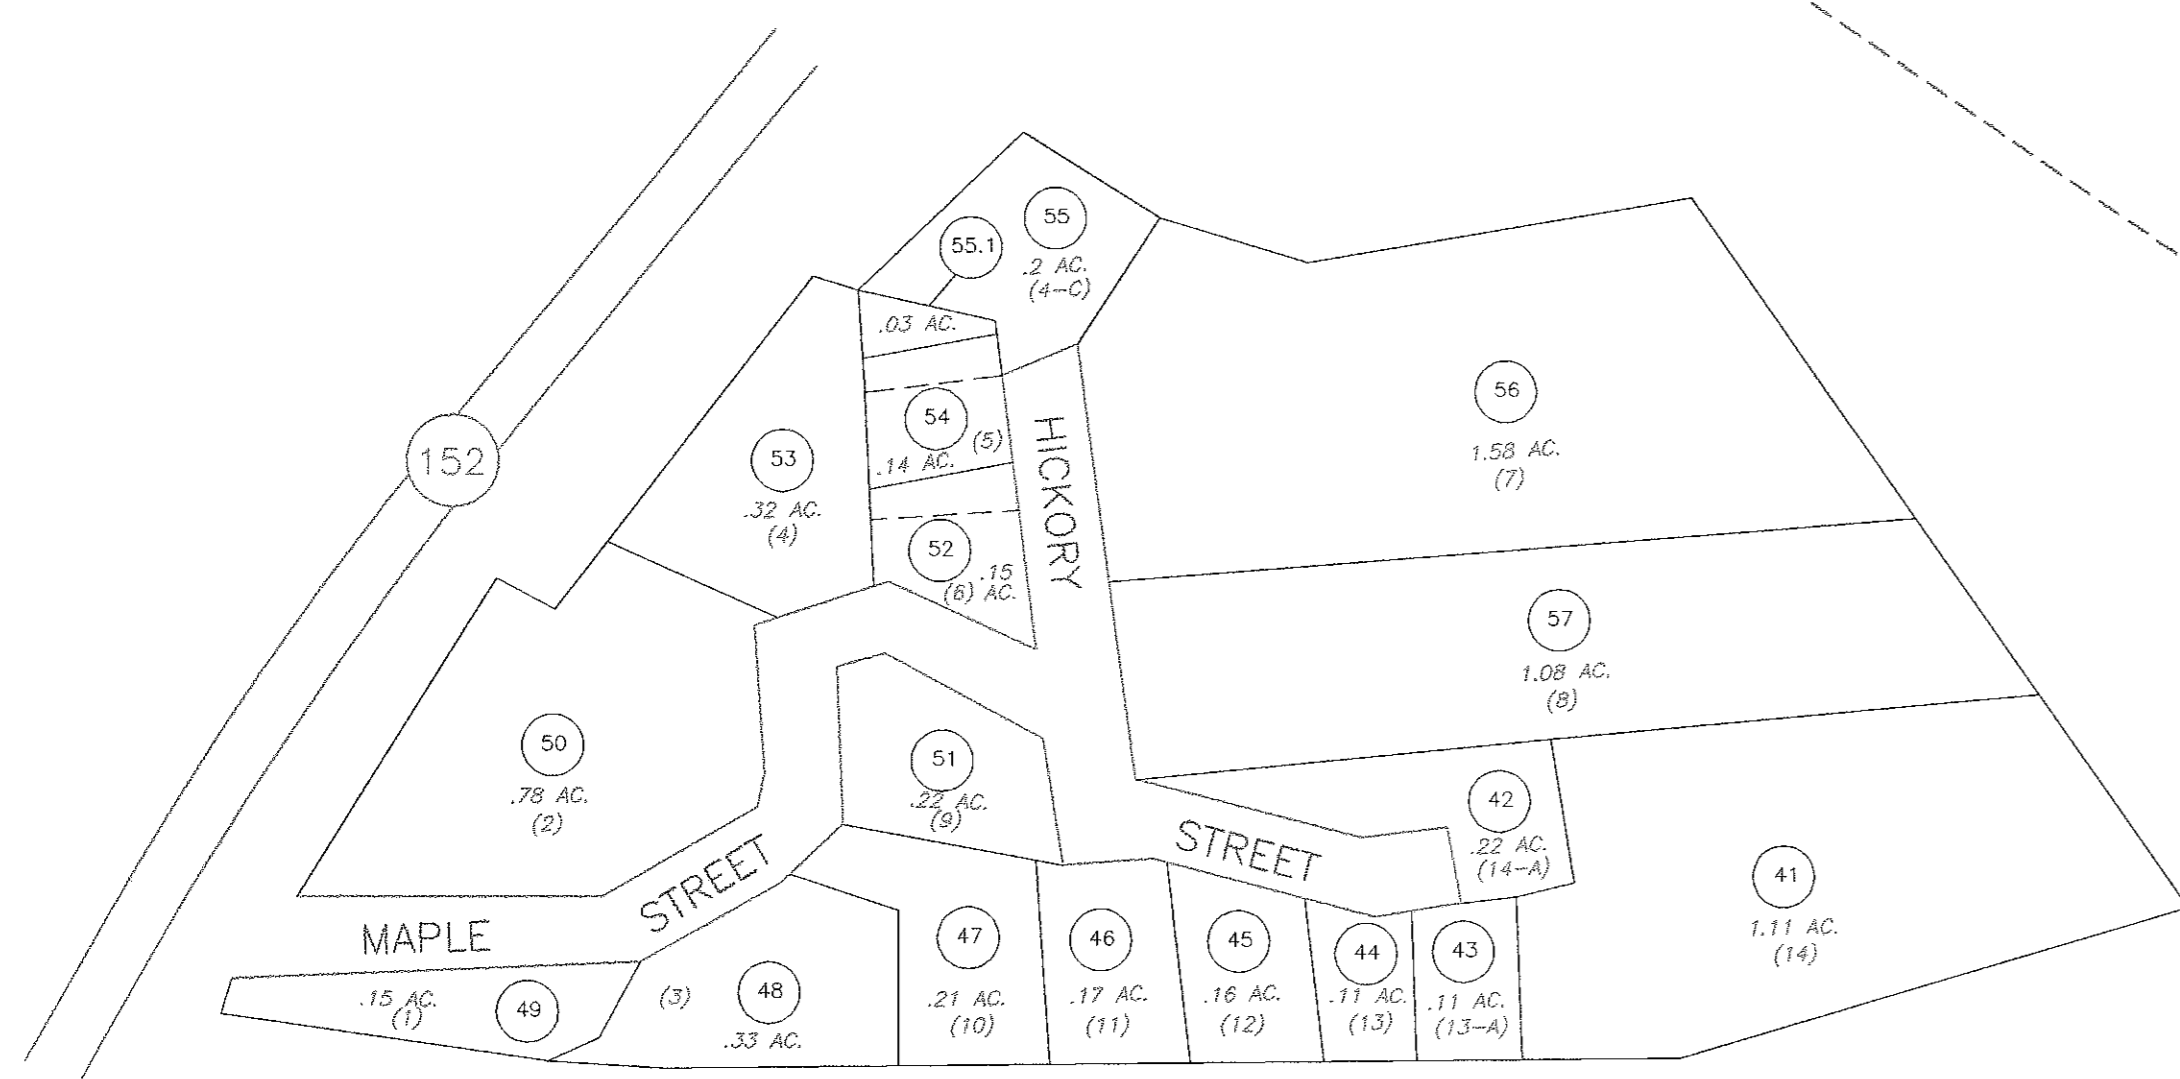 55
55.1
.2 AC.
(4-C)
.03 AC.
152
53
.32 AC.
(4)
54
(5)
.14 AC.
52
.15
(6) AC.
HICKORY
56
1.58 AC.
(7)
57
1.08 AC.
(8)
50
.78 AC.
(2)
51
.22 AC.
(9)
STREET
42
.22 AC.
(14-A)
41
1.11 AC.
(14)
MAPLE
STREET
.15 AC.
(1)
49
(3)
48
.33 AC.
47
.21 AC.
(10)
46
.17 AC.
(11)
45
.16 AC.
(12)
44
.11 AC.
(13)
43
.11 AC.
(13-A)